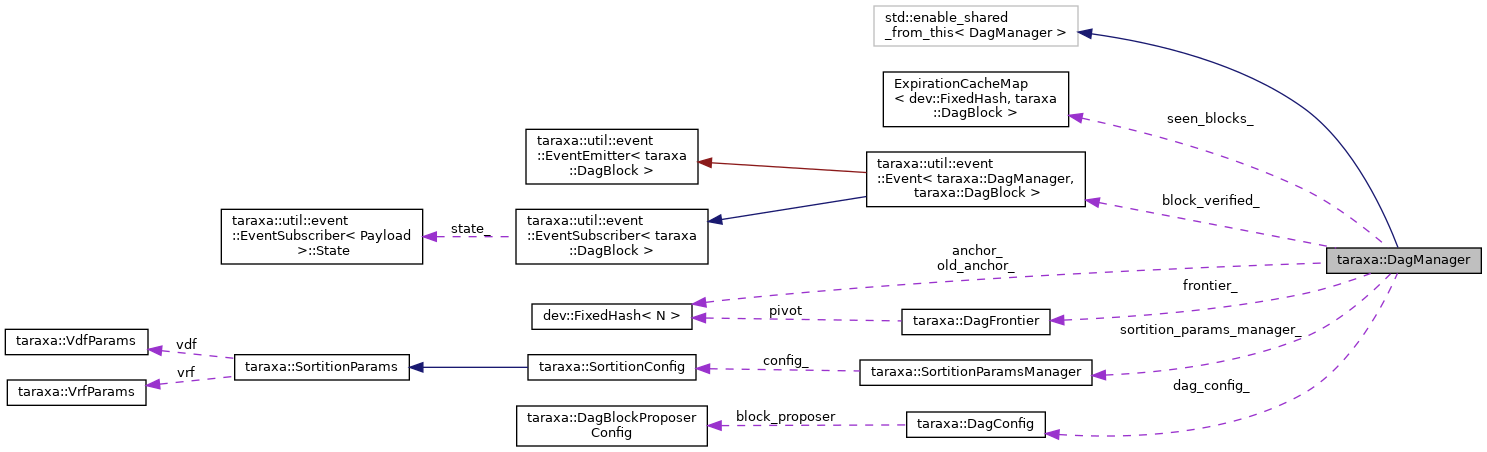 std::enable_shared
_from_this< DagManager >
ExpirationCacheMap
< dev::FixedHash, taraxa
::DagBlock >
seen_blocks_
taraxa::util::event
::EventEmitter< taraxa
::DagBlock >
taraxa::util::event
::Event< taraxa::DagManager,
taraxa::DagBlock >
block_verified_
taraxa::util::event
::EventSubscriber< Payload
>::State
state_
taraxa::util::event
::EventSubscriber< taraxa
::DagBlock >
anchor_
old_anchor_
taraxa::DagManager
frontier_
dev::FixedHash< N >
pivot
taraxa::DagFrontier
sortition_params_manager_
taraxa::VdfParams
vdf
taraxa::SortitionParams
taraxa::SortitionConfig
config_
taraxa::SortitionParamsManager
vrf
taraxa::VrfParams
dag_config_
taraxa::DagBlockProposer
Config
block_proposer
taraxa::DagConfig